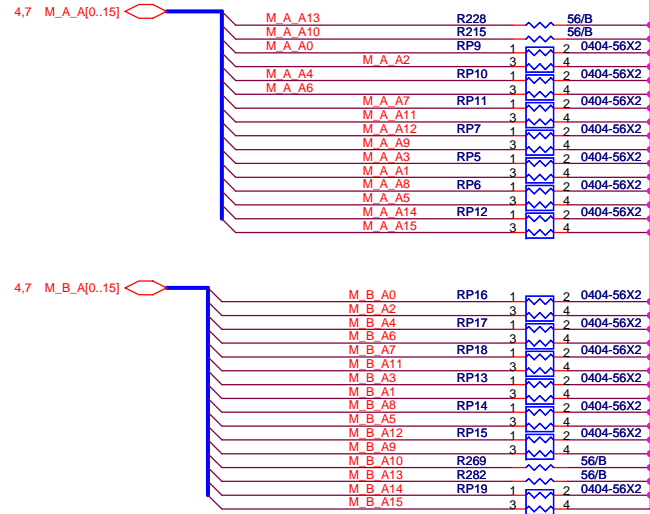 4,7 M_A_A[0..15]
M_A_A13 R228 56/B
M_A_A10 R215 56/B
M_A_A0 RP9 1 2 0404-56X2
M_A_A2 3 4
M_A_A4 RP10 1 2 0404-56X2
M_A_A6 3 4
M_A_A7 RP11 1 2 0404-56X2
M_A_A11 3 4
M_A_A12 RP7 1 2 0404-56X2
M_A_A9 3 4
M_A_A3 RP5 1 2 0404-56X2
M_A_A1 3 4
M_A_A8 RP6 1 2 0404-56X2
M_A_A5 3 4
M_A_A14 RP12 1 2 0404-56X2
M_A_A15 3 4
4,7 M_B_A[0..15]
M_B_A0 RP16 1 2 0404-56X2
M_B_A2 3 4
M_B_A4 RP17 1 2 0404-56X2
M_B_A6 3 4
M_B_A7 RP18 1 2 0404-56X2
M_B_A11 3 4
M_B_A3 RP13 1 2 0404-56X2
M_B_A1 3 4
M_B_A8 RP14 1 2 0404-56X2
M_B_A5 3 4
M_B_A12 RP15 1 2 0404-56X2
M_B_A9 3 4
M_B_A10 R269 56/B
M_B_A13 R282 56/B
M_B_A14 RP19 1 2 0404-56X2
M_B_A15 3 4